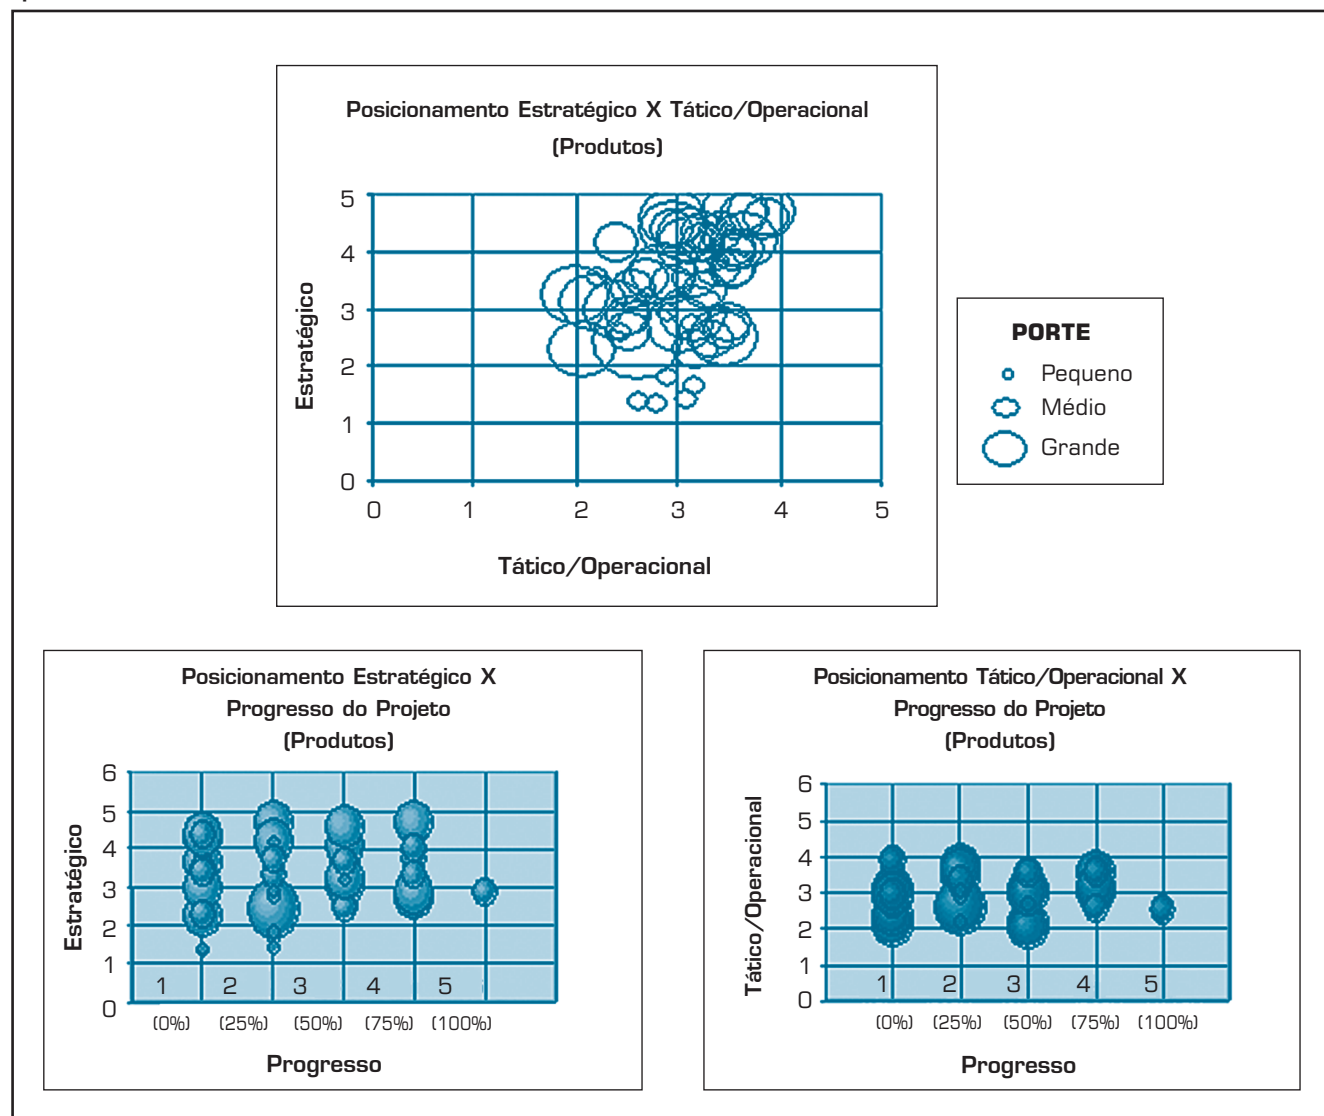 Posicionamento Estratégico X Tático/Operacional
(Produtos)
5
4
3
2
1
0
Estratégico
0 1 2 3 4 5
Tático/Operacional
PORTE
Pequeno
Médio
Grande
Posicionamento Estratégico X
Progresso do Projeto
(Produtos)
6
5
4
3
2
1
0
Estratégico
1 2 3 4 5
(0%) (25%) (50%) (75%) (100%)
Progresso
Posicionamento Tático/Operacional X
Progresso do Projeto
(Produtos)
6
5
4
3
2
1
0
Tático/Operacional
1 2 3 4 5
(0%) (25%) (50%) (75%) (100%)
Progresso